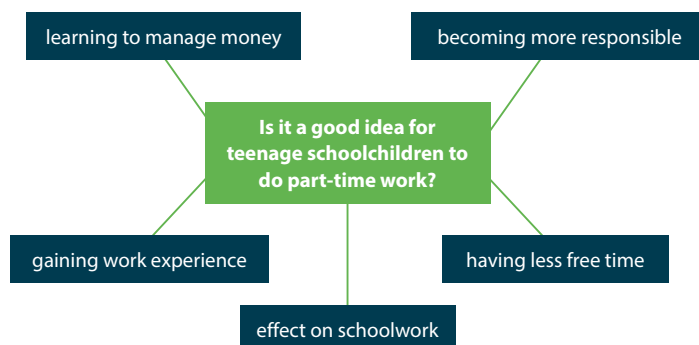 learning to manage money
becoming more responsible
Is it a good idea for
teenage schoolchildren to
do part-time work?
gaining work experience
having less free time
effect on schoolwork